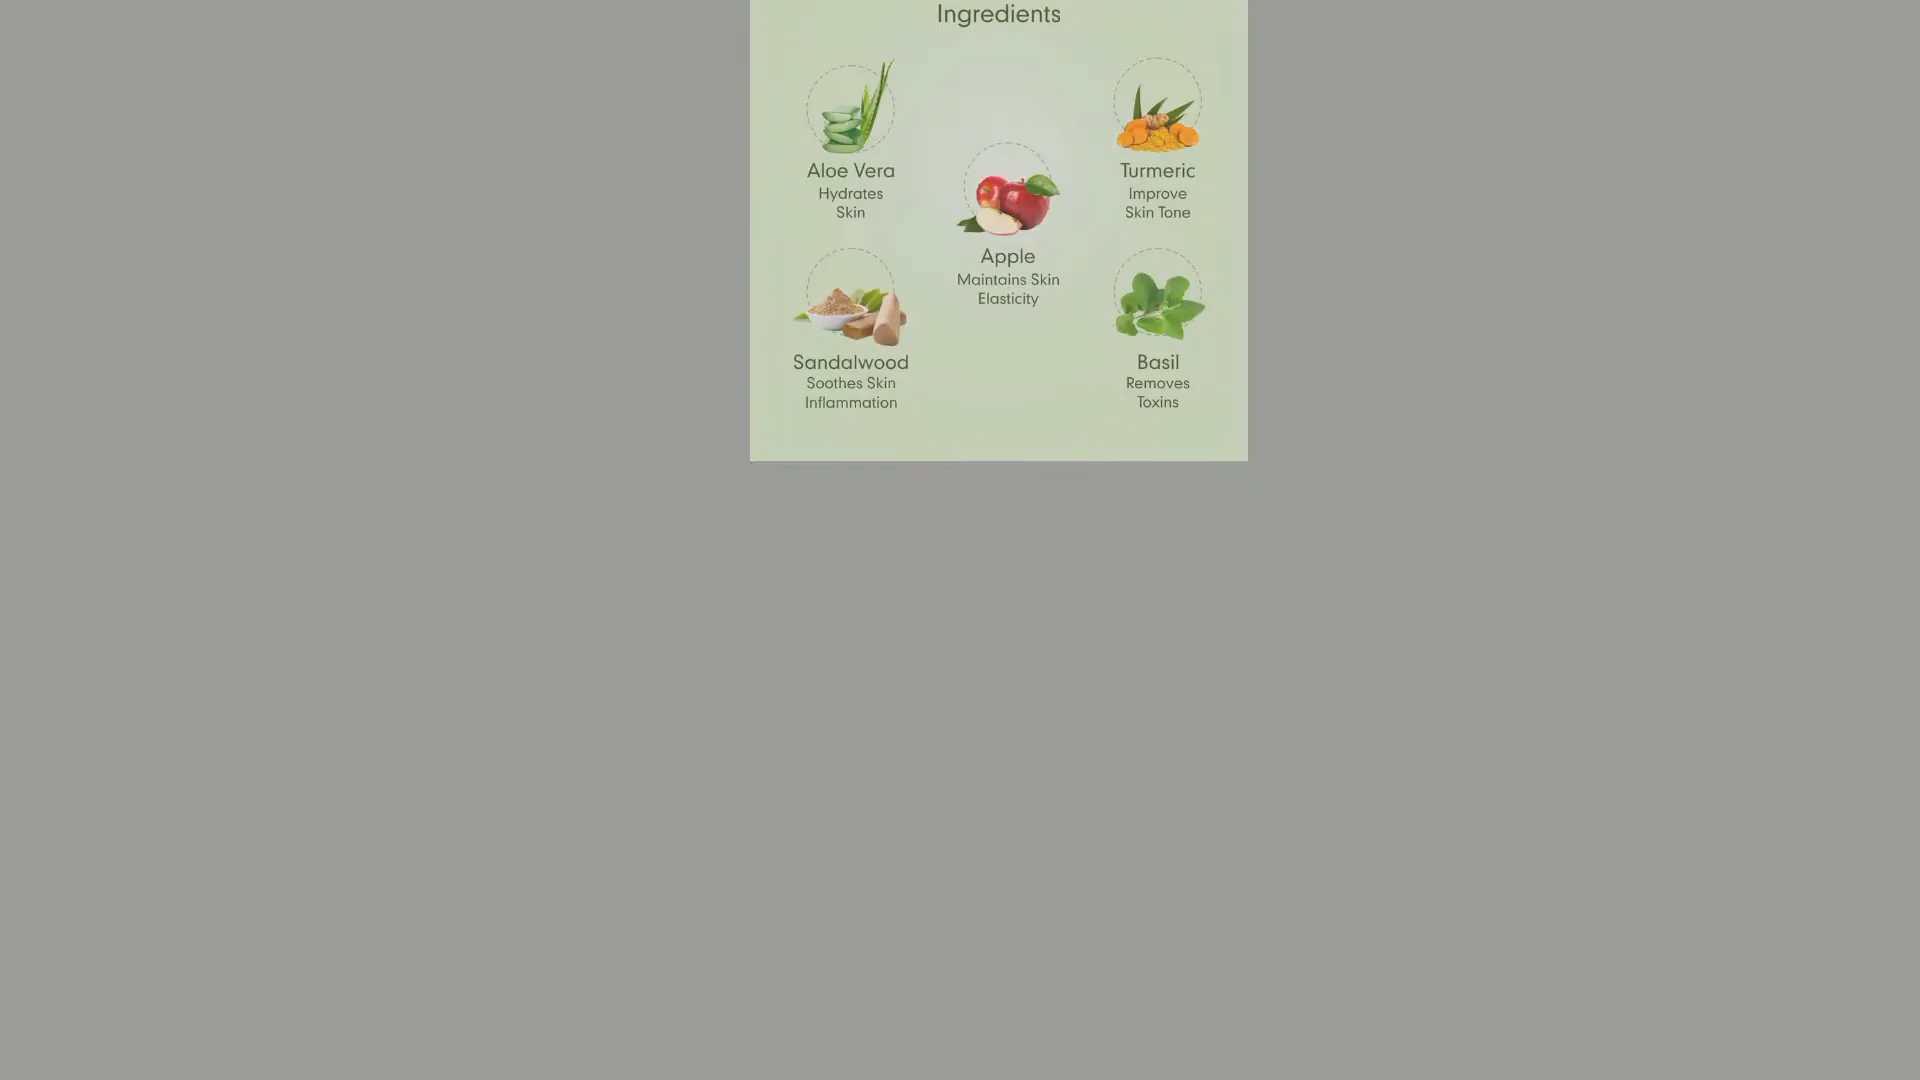 Ingredients
Aloe Vera
Hydrates
Skin
Turmeric
Improve
Skin Tone
Apple
Maintains Skin
Elasticity
Sandalwood
Soothes Skin
Inflammation
Basil
Removes
Toxins